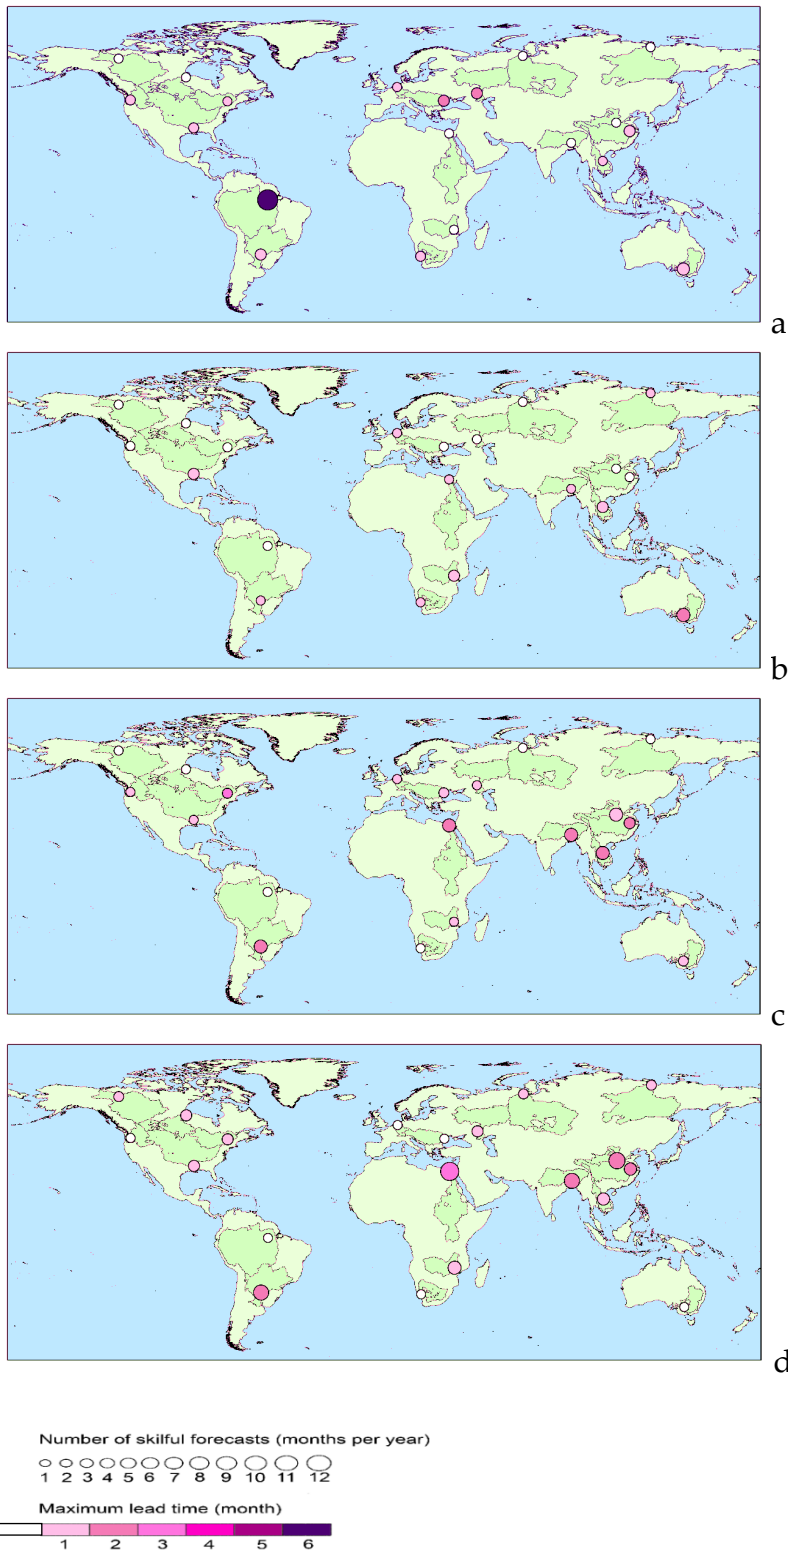 a
b
c
d
Number of skilful forecasts (months per year)
1 2 3 4 5 6 7 8 9 10 11 12
Maximum lead time (month)
1 2 3 4 5 6